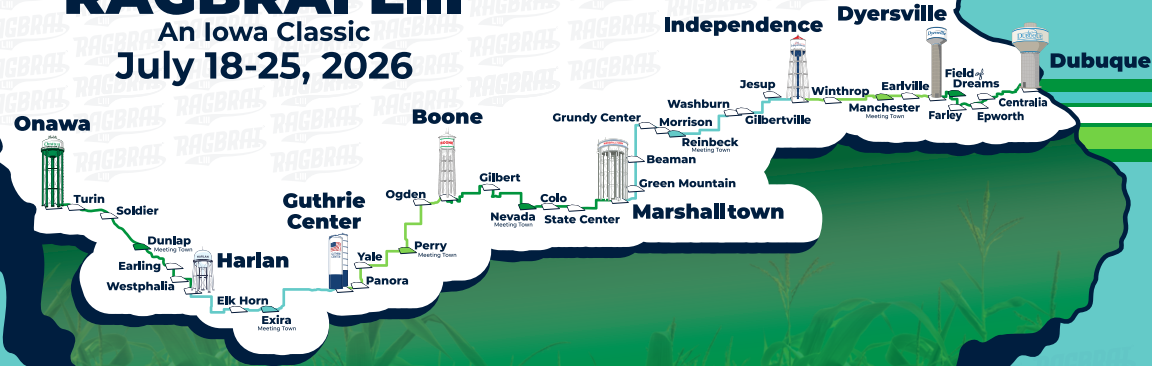 RAGBRAI LIII
An Iowa Classic
July 18-25, 2026
Onawa
Turin
Soldier
Dunlap
Meeting Town
Earling
Westphalia
Harlan
Elk Horn
Exira
Meeting Town
Guthrie
Center
Yale
Panora
Perry
Meeting Town
Ogden
Boone
Gilbert
Nevada
Meeting Town
Colo
State Center
Marshalltown
Green Mountain
Beaman
Grundy Center
Morrison
Reinbeck
Meeting Town
Washburn
Gilbertville
Jesup
Independence
Winthrop
Manchester
Meeting Town
Earlville
Dyersville
Farley
Field of
Dreams
Epworth
Centralia
Dubuque